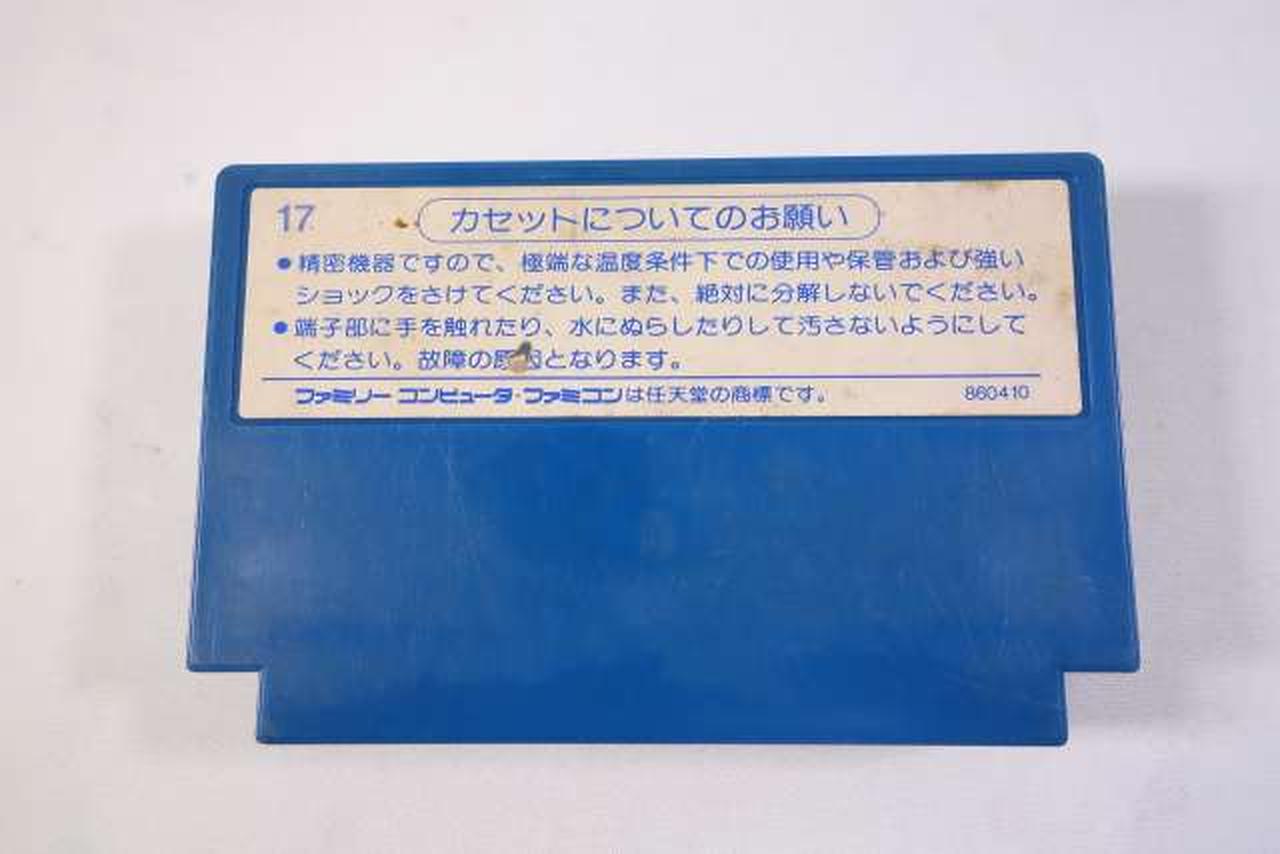 17
カセットについてのお願い
●精密機器ですので、極端な温度条件下での使用や保管および強い
ショックをさけてください。また、絶対に分解しないでください。
●端子部に手を触れたり、水にぬらしたりして汚さないようにして
ください。故障の原因となります。
ファミリー コンピュータ・ファミコンは任天堂の商標です。
860410